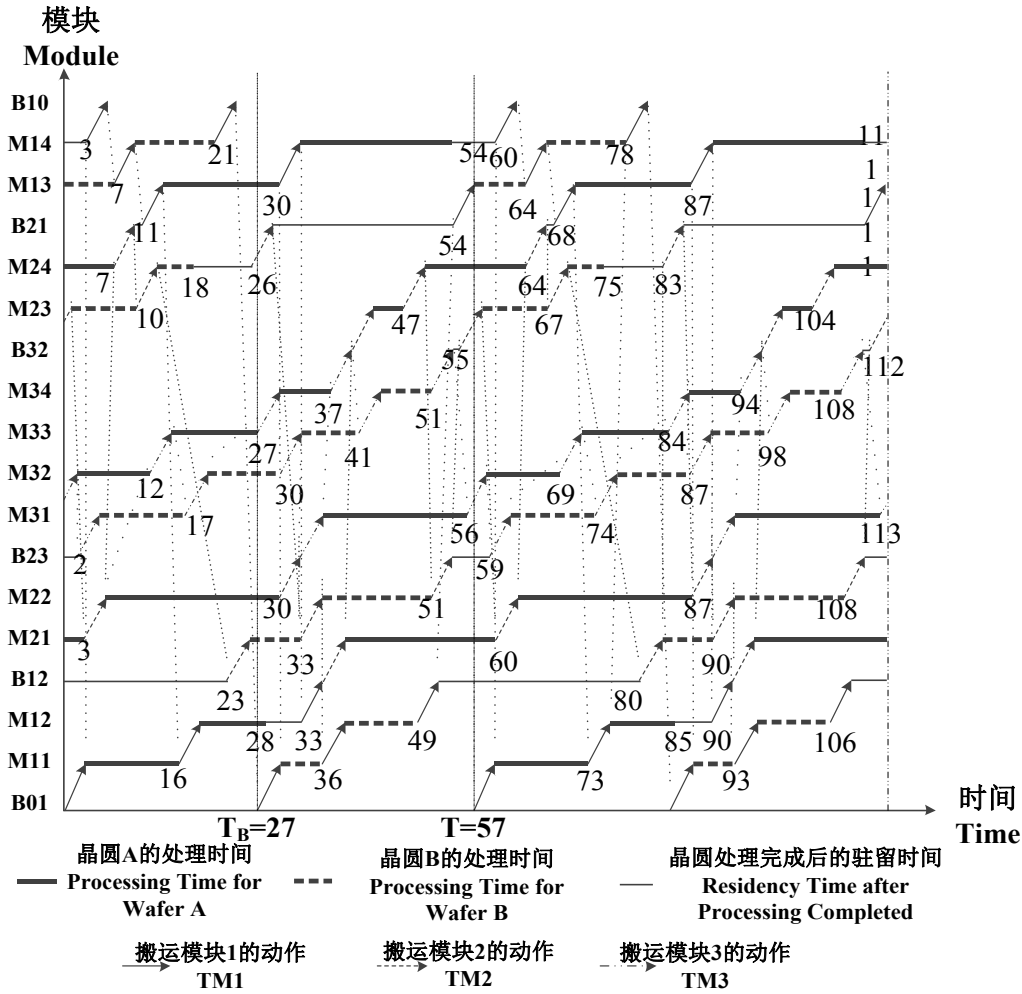 模块
Module
B10
M14
3
21
54
60
78
11
M13
7
30
64
87
1
B21
11
54
68
1
M24
7
18
26
64
75
83
1
M23
10
47
67
104
1
B32
55
112
M34
37
51
94
108
M33
27
41
84
98
M32
12
30
69
87
M31
17
56
74
113
B23
2
59
M22
30
51
87
108
M21
3
33
60
90
B12
23
80
M12
28
33
49
85
90
106
M11
16
36
73
93
B01
T_B=27
T=57
时间
Time
晶圆A的处理时间
Processing Time for
Wafer A
晶圆B的处理时间
Processing Time for
Wafer B
晶圆处理完成后的驻留时间
Residency Time after
Processing Completed
搬运模块1的动作
TM1
搬运模块2的动作
TM2
搬运模块3的动作
TM3